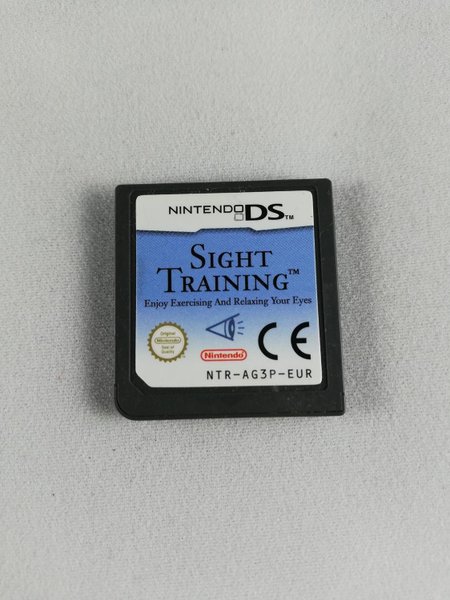 NINTENDO DS™
SIGHT
TRAINING™
Enjoy Exercising And Relaxing Your Eyes
Original
Nintendo
Seal of
Quality
Nintendo
CE
NTR-AG3P-EUR